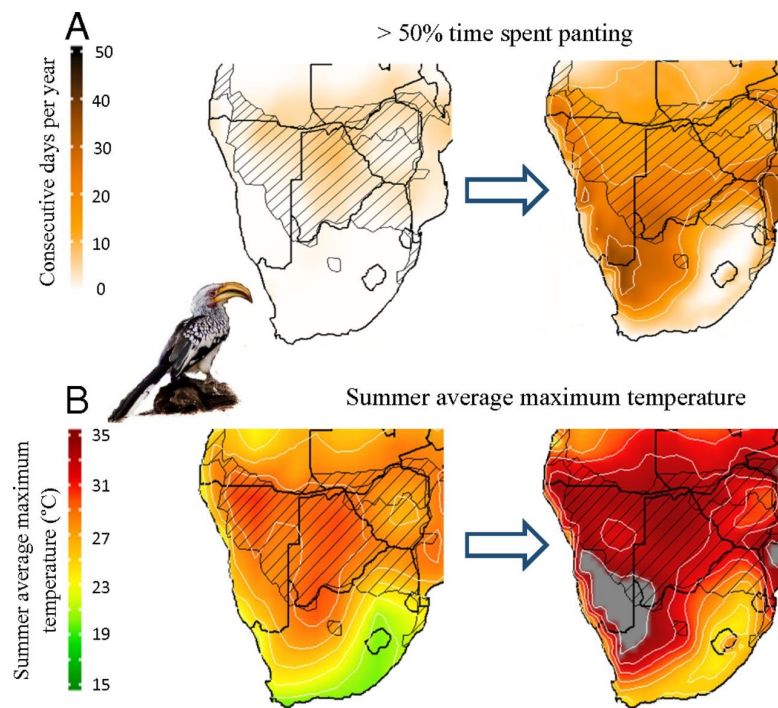 A
> 50% time spent panting
Consecutive days per year
50
40
30
20
10
0
B
Summer average maximum temperature
Summer average maximum
temperature (ºC)
35
31
27
23
19
15